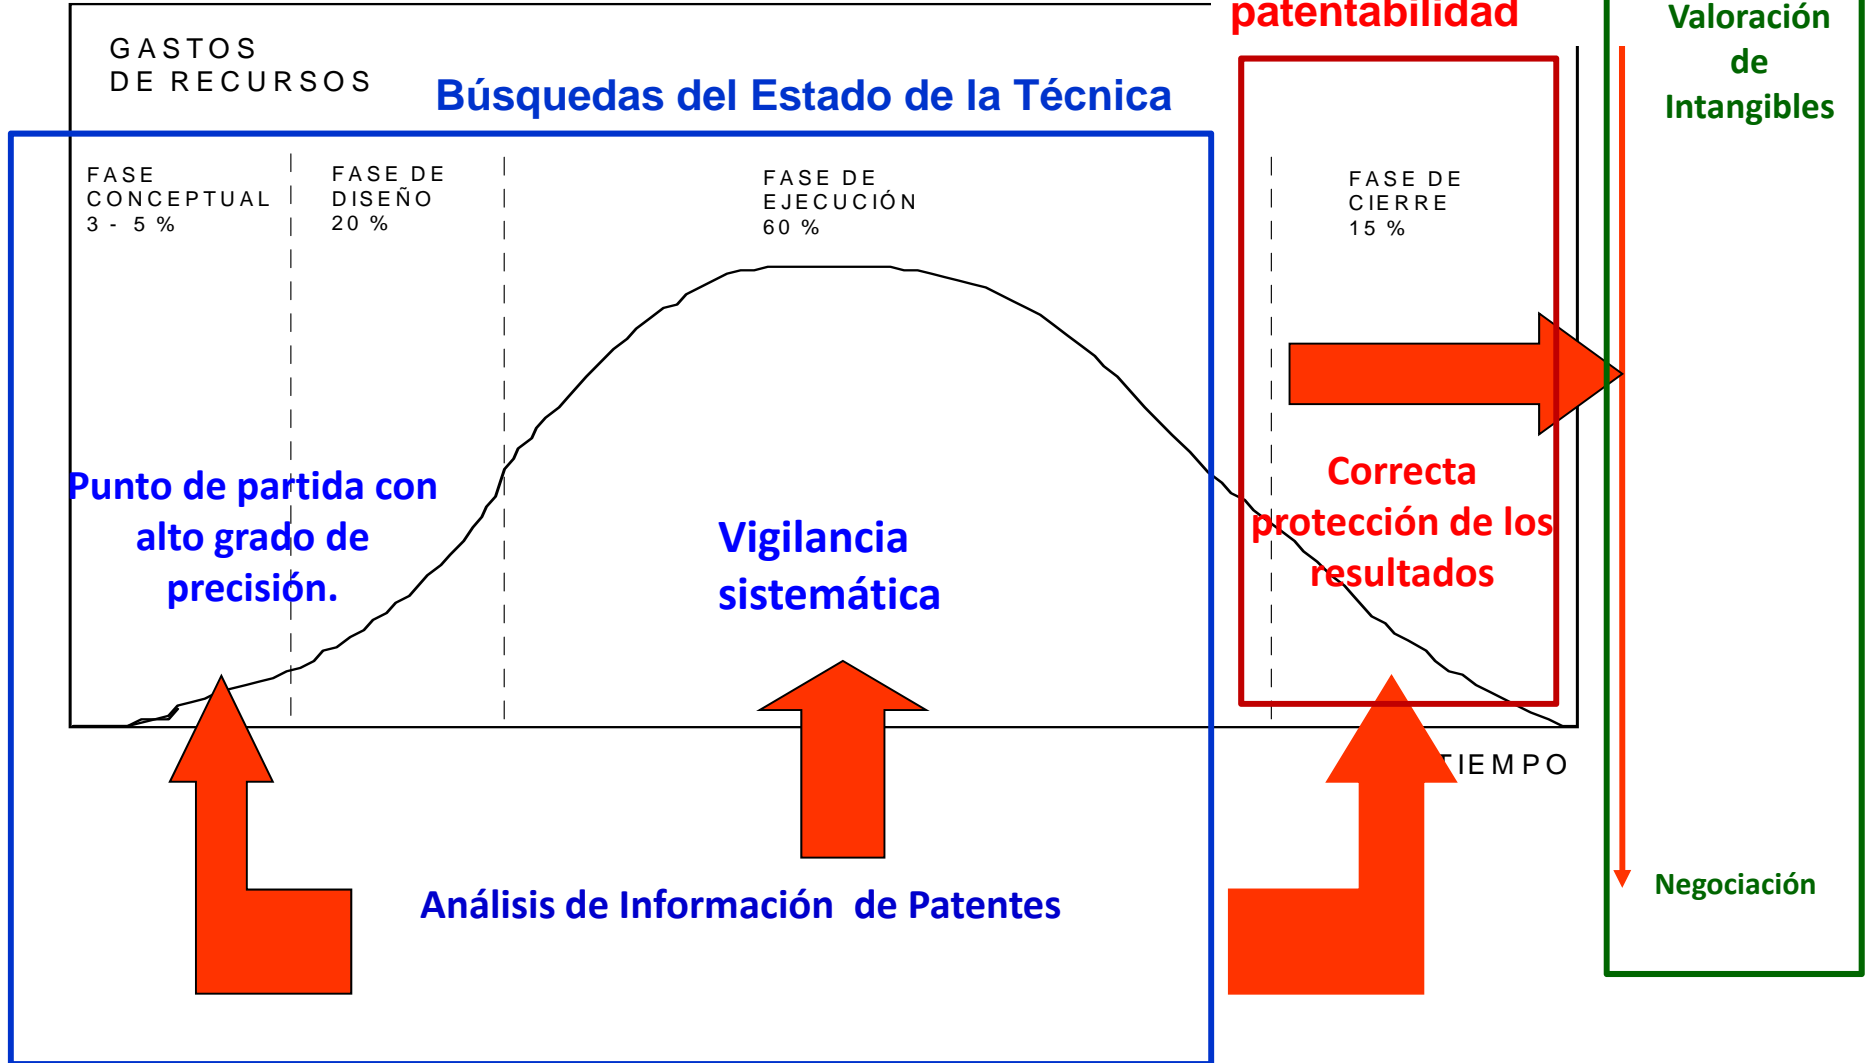 patentabilidad
Valoración
de
Intangibles
GASTOS
DE RECURSOS
Búsquedas del Estado de la Técnica
FASE
CONCEPTUAL
3 - 5 %
FASE DE
DISEÑO
20 %
FASE DE
EJECUCIÓN
60 %
FASE DE
CIERRE
15 %
Punto de partida con
alto grado de
precisión.
Vigilancia
sistemática
Correcta
protección de los
resultados
TIEMPO
Análisis de Información de Patentes
Negociación